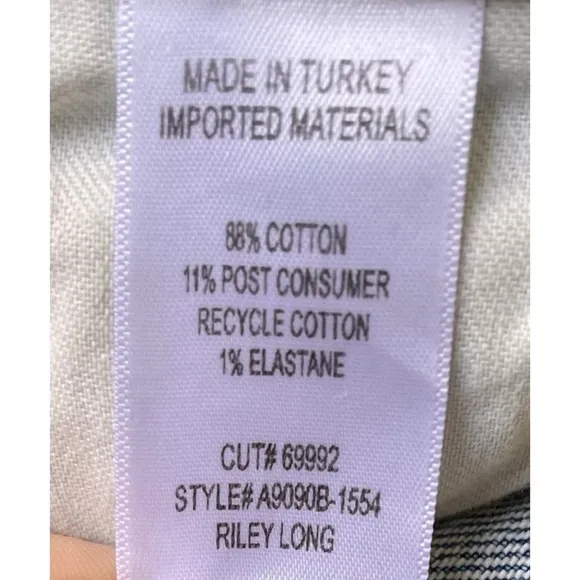 MADE IN TURKEY
IMPORTED MATERIALS
88% COTTON
11% POST CONSUMER
RECYCLE COTTON
1% ELASTANE
CUT# 69992
STYLE# A9090B-1554
RILEY LONG